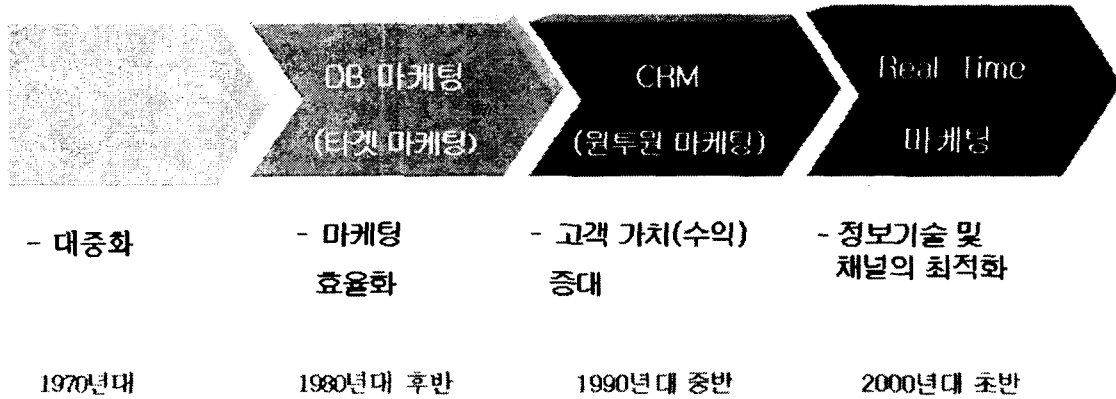 DB 마케팅
(타겟 마케팅)
CRM
(원투원 마케팅)
Real Time
마케팅
- 대중화
- 마케팅
효율화
- 고객 가치(수익)
증대
- 정보기술 및
채널의 최적화
1970년대
1980년대 후반
1990년대 중반
2000년대 초반